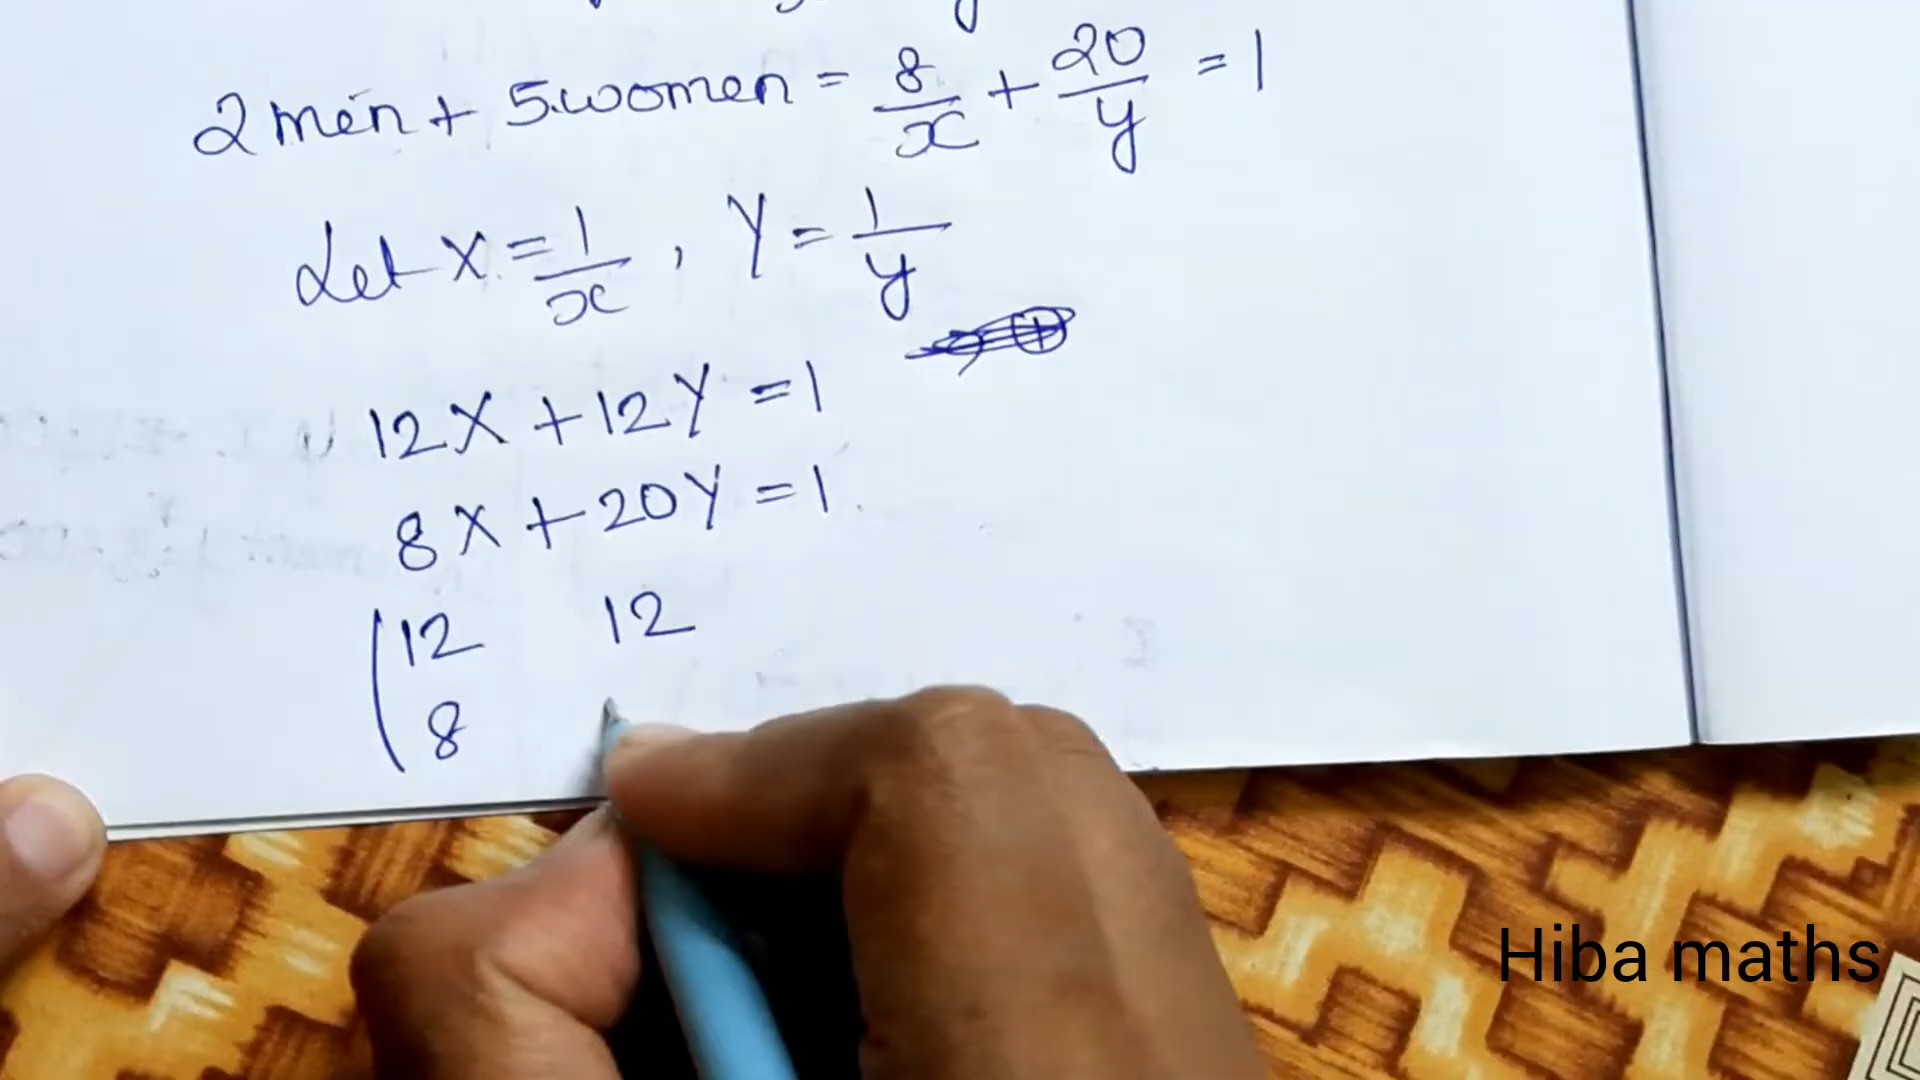 2 men + 5 women = 8/x + 20/y = 1
Let X = 1/x , Y = 1/y
12X + 12Y = 1
8X + 20Y = 1
( 12 12
8
Hiba maths